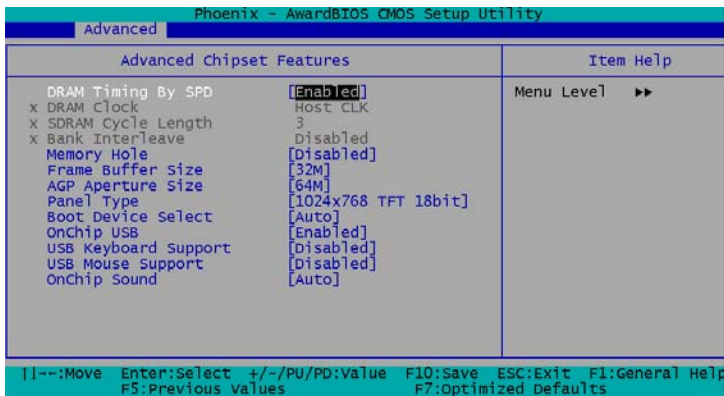 Phoenix - AwardBIOS CMOS Setup Utility
Advanced
Advanced Chipset Features
Item Help
DRAM Timing By SPD [Enabled]
Menu Level ▶▶
x DRAM Clock Host CLK
x SDRAM Cycle Length 3
x Bank Interleave Disabled
Memory Hole [Disabled]
Frame Buffer Size [32M]
AGP Aperture Size [64M]
Panel Type [1024x768 TFT 18bit]
Boot Device Select [Auto]
OnChip USB [Enabled]
USB Keyboard Support [Disabled]
USB Mouse Support [Disabled]
OnChip Sound [Auto]
||--:Move Enter:Select +/-/PU/PD:Value F10:Save ESC:Exit F1:General Help
F5:Previous Values F7:Optimized Defaults